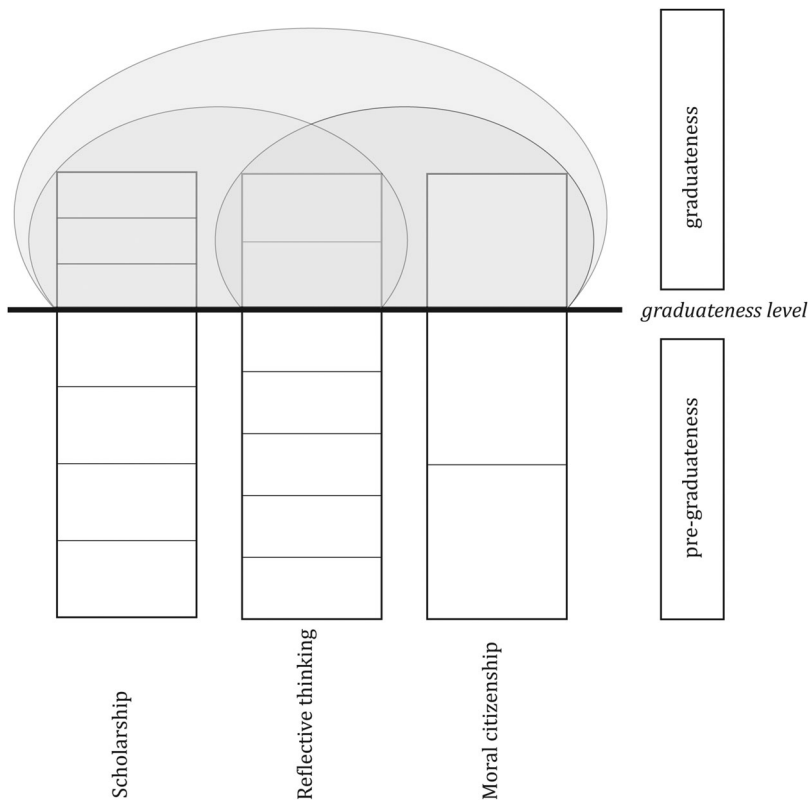 graduateness
graduateness level
pre-graduateness
Scholarship
Reflective thinking
Moral citizenship